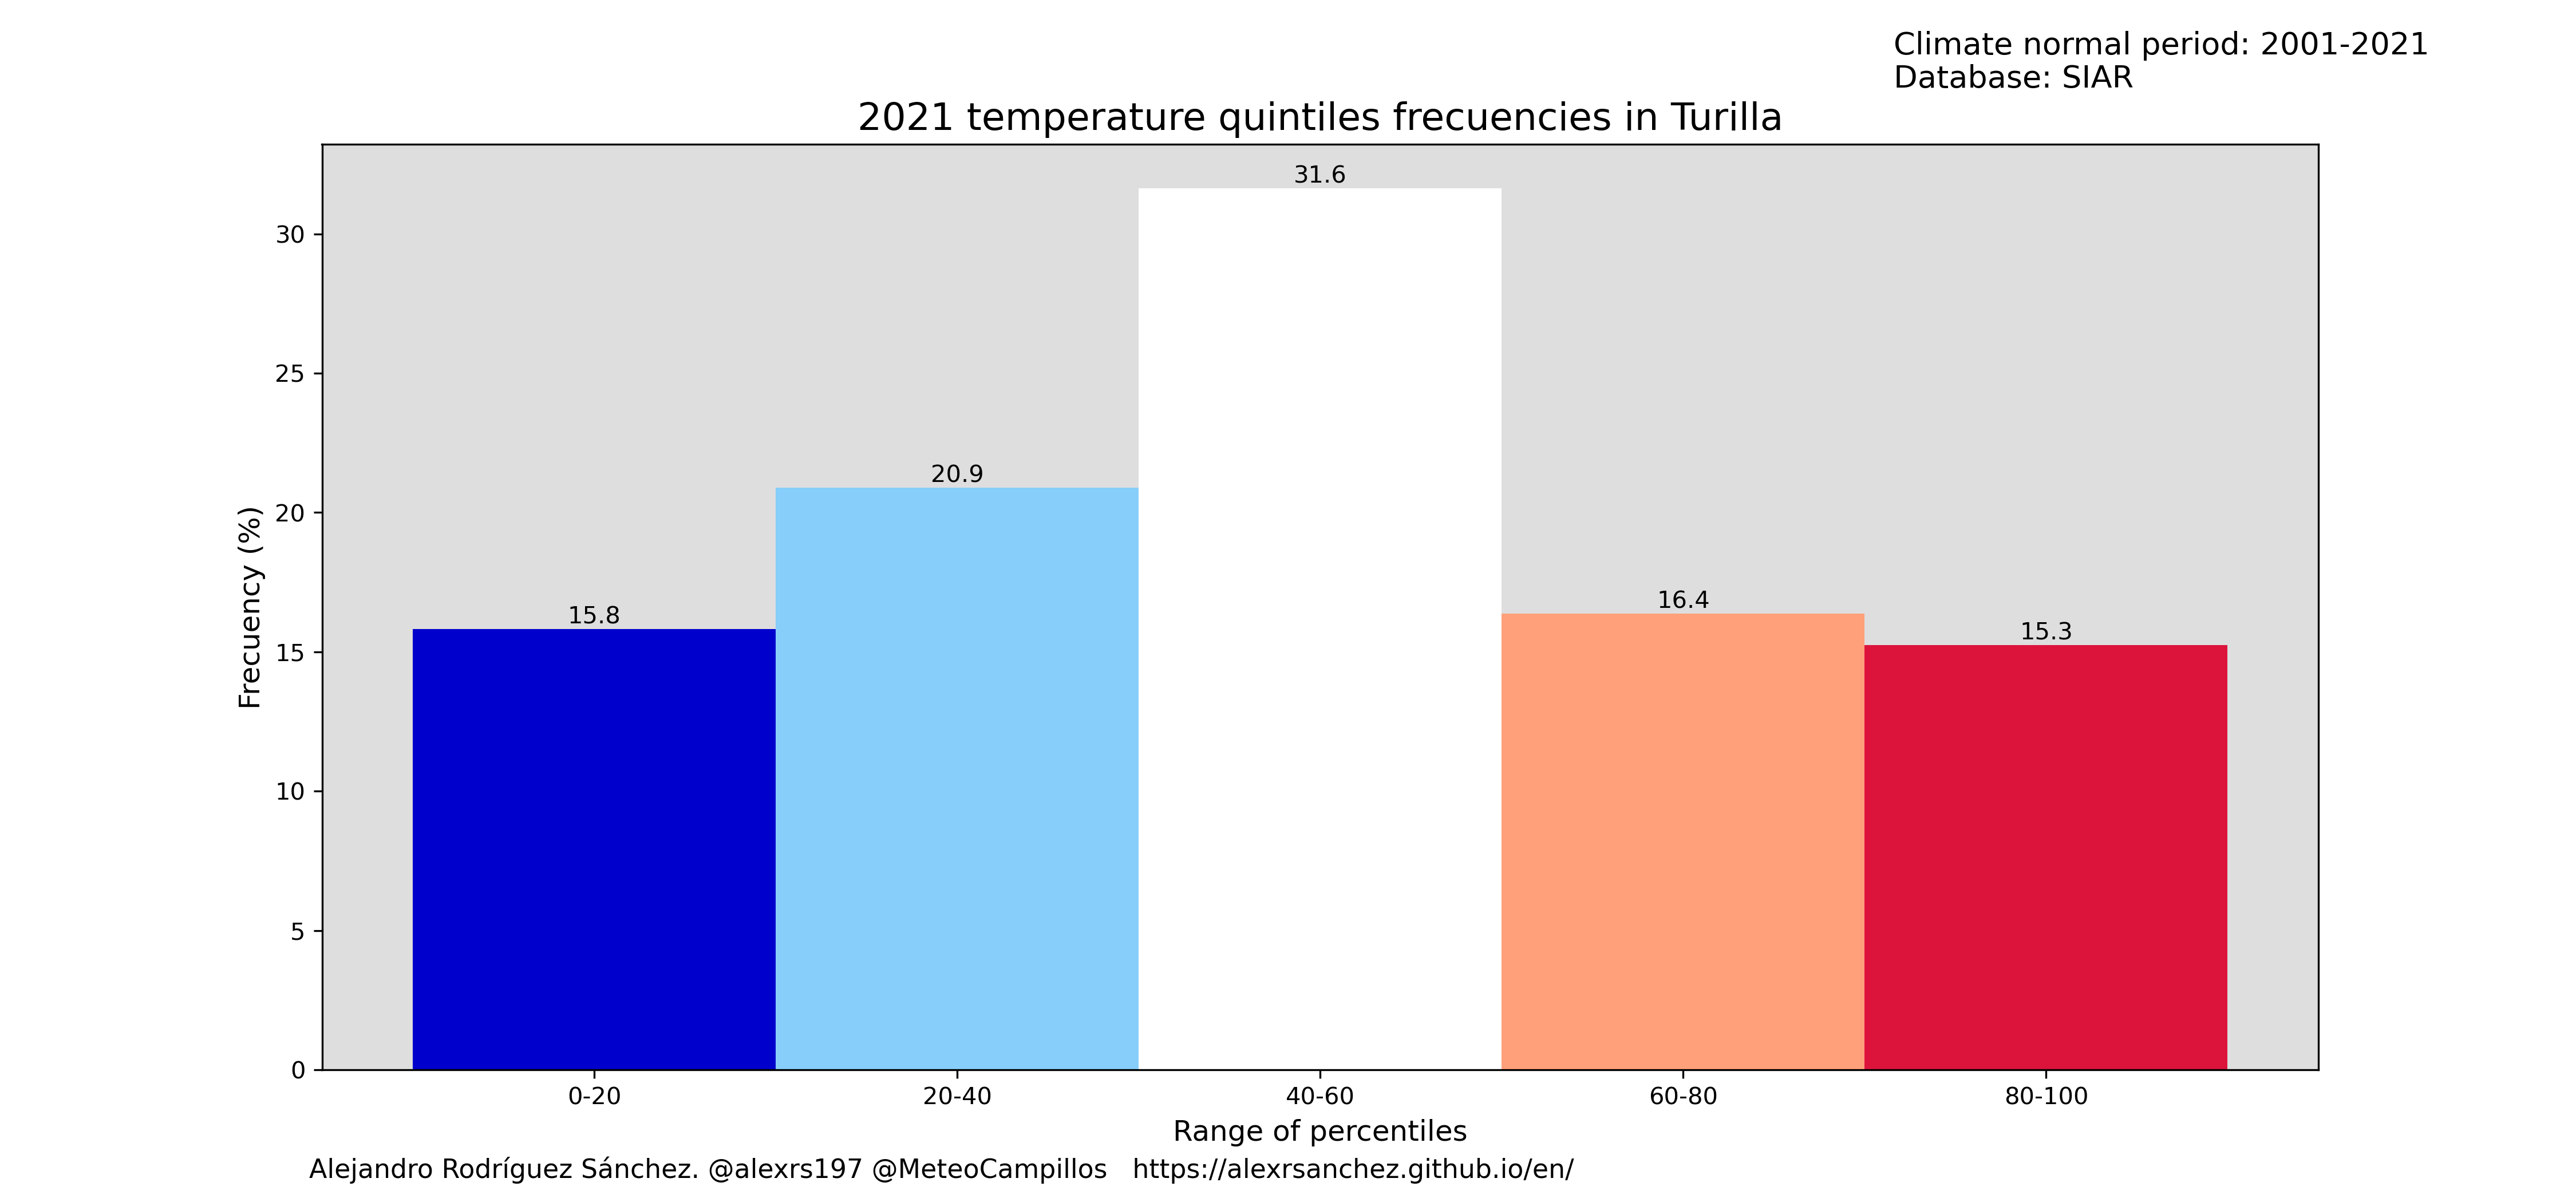 Climate normal period: 2001-2021
Database: SIAR
2021 temperature quintiles frecuencies in Turilla
Frecuency (%)
30
25
20
15
10
5
0
15.8
20.9
31.6
16.4
15.3
0-20
20-40
40-60
60-80
80-100
Range of percentiles
Alejandro Rodríguez Sánchez. @alexrs197 @MeteoCampillos https://alexrsanchez.github.io/en/